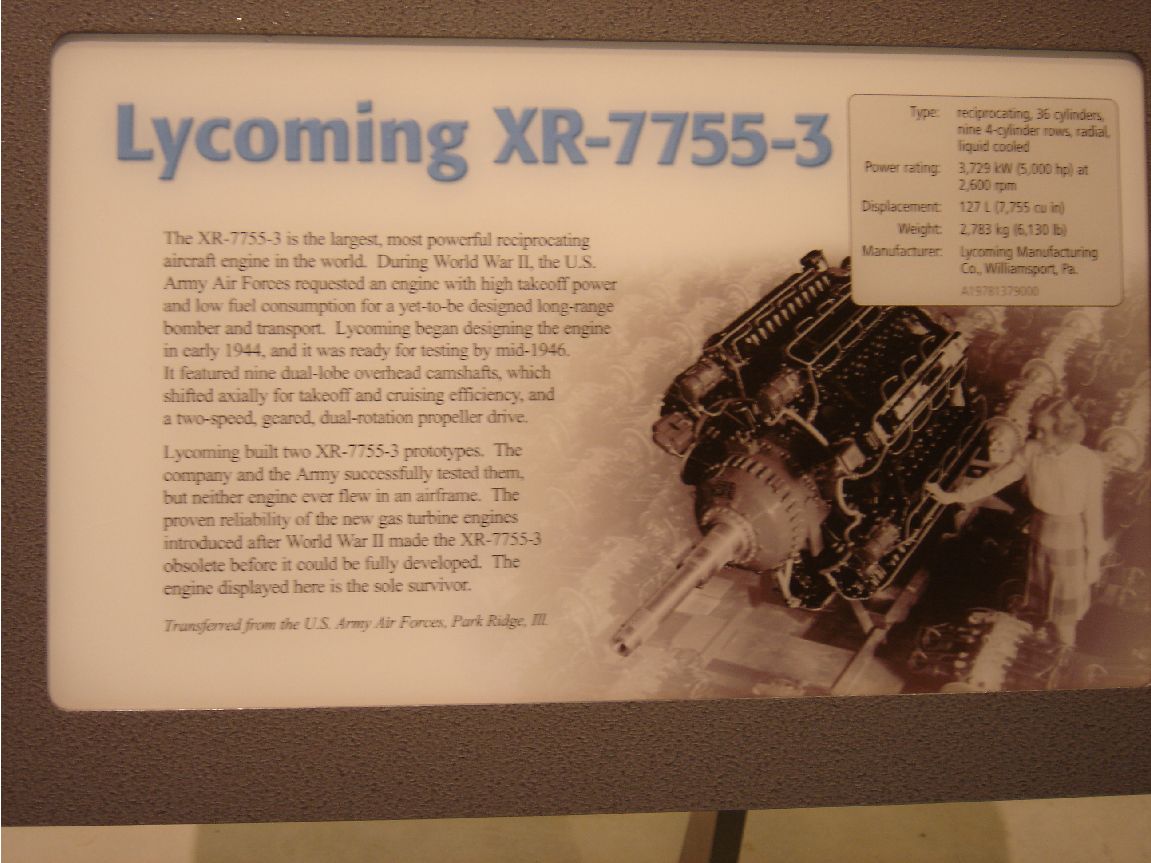 Lycoming XR-7755-3
Type: reciprocating, 36 cylinders,
nine 4-cylinder rows, radial,
liquid cooled
Power rating: 3,729 kW (5,000 hp) at
2,600 rpm
Displacement: 127 L (7,755 cu in)
Weight: 2,783 kg (6,130 lb)
Manufacturer: Lycoming Manufacturing
Co., Williamsport, Pa.
A19781379000
The XR-7755-3 is the largest, most powerful reciprocating
aircraft engine in the world. During World War II, the U.S.
Army Air Forces requested an engine with high takeoff power
and low fuel consumption for a yet-to-be designed long-range
bomber and transport. Lycoming began designing the engine
in early 1944, and it was ready for testing by mid-1946.
It featured nine dual-lobe overhead camshafts, which
shifted axially for takeoff and cruising efficiency, and
a two-speed, geared, dual-rotation propeller drive.
Lycoming built two XR-7755-3 prototypes. The
company and the Army successfully tested them,
but neither engine ever flew in an airframe. The
proven reliability of the new gas turbine engines
introduced after World War II made the XR-7755-3
obsolete before it could be fully developed. The
engine displayed here is the sole survivor.
Transferred from the U.S. Army Air Forces, Park Ridge, Ill.